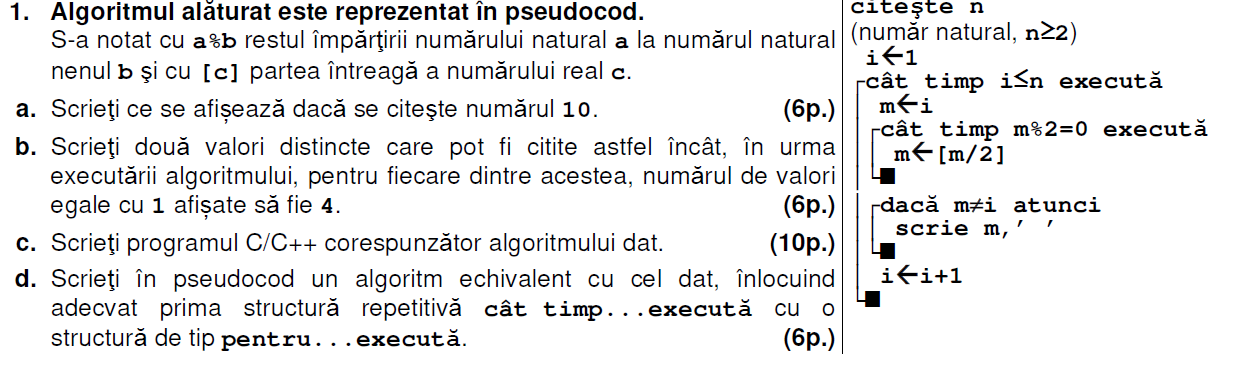 1. Algoritmul alăturat este reprezentat în pseudocod.
S-a notat cu a%b restul împărţirii numărului natural a la numărul natural
nenul b şi cu [c] partea întreagă a numărului real c.
a. Scrieţi ce se afișează dacă se citeşte numărul 10. (6p.)
b. Scrieţi două valori distincte care pot fi citite astfel încât, în urma
executării algoritmului, pentru fiecare dintre acestea, numărul de valori
egale cu 1 afișate să fie 4. (6p.)
c. Scrieţi programul C/C++ corespunzător algoritmului dat. (10p.)
d. Scrieţi în pseudocod un algoritm echivalent cu cel dat, înlocuind
adecvat prima structură repetitivă cât timp...execută cu o
structură de tip pentru...execută. (6p.)
citeşte n
(număr natural, n≥2)
i←1
┌cât timp i≤n execută
│ m←i
│┌cât timp m%2=0 execută
││ m←[m/2]
│└■
│┌dacă m≠i atunci
││ scrie m,’ ’
│└■
│ i←i+1
└■